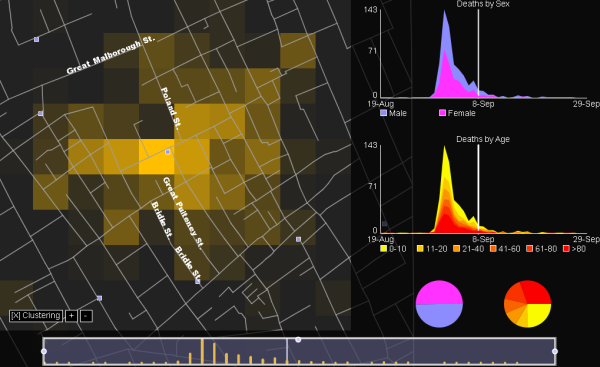 Great Malborough St.
Poland St.
Great Pulteney St.
Bridle St.
Bridle St.
[X] Clustering + -
Deaths by Sex
143
71
0
19-Aug 8-Sep 29-Sep
Male Female
Deaths by Age
143
71
0
19-Aug 8-Sep 29-Sep
0-10 11-20 21-40 41-60 61-80 >80